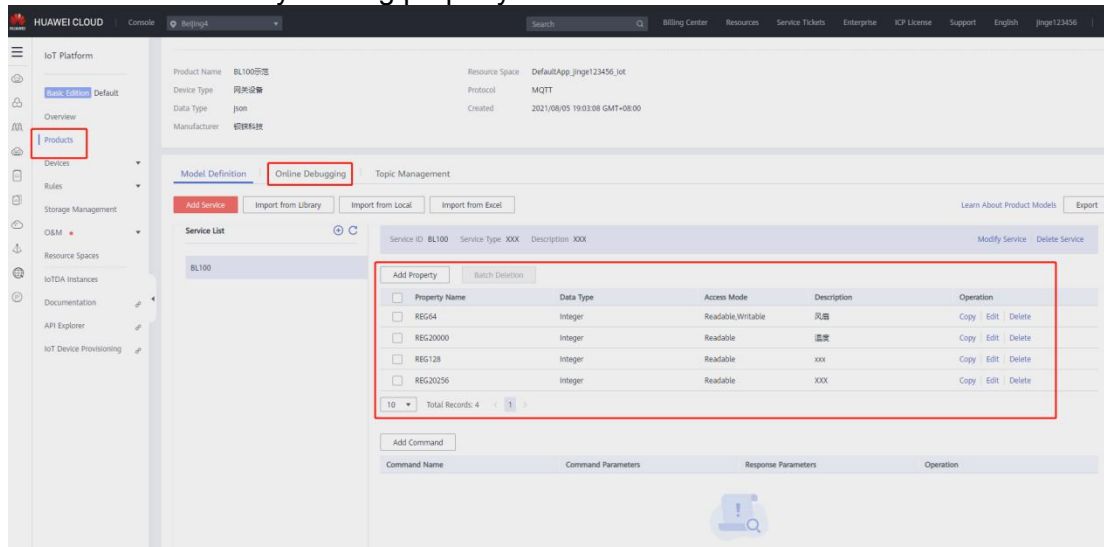 HUAWEI
HUAWEI CLOUD Console Beijing4 Search Billing Center Resources Service Tickets Enterprise ICP License Support English jinge123456
IoT Platform
Basic Edition Default
Overview
Products
Devices
Rules
Storage Management
O&M
Resource Spaces
IoTDA Instances
Documentation
API Explorer
IoT Device Provisioning
Product Name BL100示范 Resource Space DefaultApp_jinge123456_iot
Device Type 网关设备 Protocol MQTT
Data Type json Created 2021/08/05 19:03:08 GMT+08:00
Manufacturer 钡铼科技
Model Definition Online Debugging Topic Management
Add Service Import from Library Import from Local Import from Excel Learn About Product Models Export
Service List Service ID BL100 Service Type XXX Description XXX Modify Service Delete Service
BL100
Add Property Batch Deletion
Property Name Data Type Access Mode Description Operation
REG64 Integer Readable,Writable 风扇 Copy Edit Delete
REG20000 Integer Readable 温度 Copy Edit Delete
REG128 Integer Readable xxx Copy Edit Delete
REG20256 Integer Readable XXX Copy Edit Delete
10 Total Records: 4 < 1 >
Add Command
Command Name Command Parameters Response Parameters Operation